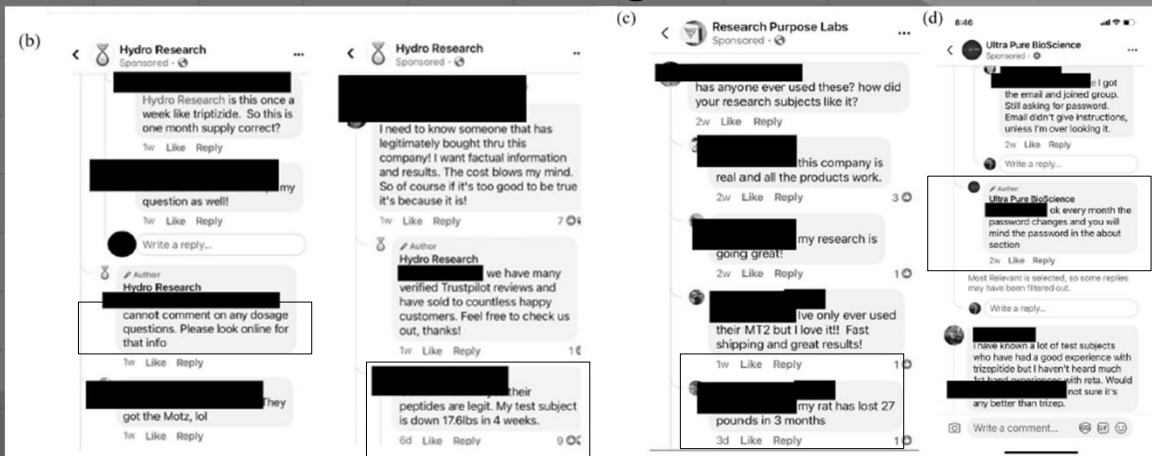 (b)
Hydro Research
Sponsored ·
Hydro Research is this once a
week like triptizide. So this is
one month supply correct?
1w Like Reply
my
question as well!
1w Like Reply
Write a reply...
Author
Hydro Research
cannot comment on any dosage
questions. Please look online for
that info
1w Like Reply
They
got the Motz, lol
1w Like Reply
Hydro Research
Sponsored ·
I need to know someone that has
legitimately bought thru this
company! I want factual information
and results. The cost blows my mind.
So of course if it's too good to be true
it's because it is!
1w Like Reply 7
Author
Hydro Research
we have many
verified Trustpilot reviews and
have sold to countless happy
customers. Feel free to check us
out, thanks!
1w Like Reply 1
their
peptides are legit. My test subject
is down 17.6lbs in 4 weeks.
6d Like Reply 9
(c)
Research Purpose Labs
Sponsored ·
has anyone ever used these? how did
your research subjects like it?
2w Like Reply
this company is
real and all the products work.
2w Like Reply 3
my research is
going great!
2w Like Reply 1
Ive only ever used
their MT2 but I love it!! Fast
shipping and great results!
1w Like Reply 1
my rat has lost 27
pounds in 3 months
3d Like Reply 1
(d)
8:46
Ultra Pure BioScience
Sponsored ·
I got
the email and joined group.
Still asking for password.
Email didn't give instructions,
unless I'm over looking it.
2w Like Reply
Write a reply...
Author
Ultra Pure BioScience
ok every month the
password changes and you will
mind the password in the about
section
2w Like Reply
Most Relevant is selected, so some replies
may have been filtered out.
Write a reply...
I have known a lot of test subjects
who have had a good experience with
trizepitide but I haven't heard much
1st hand experiences with reta. Would
not sure it's
any better than trizep.
Write a comment...
GIF